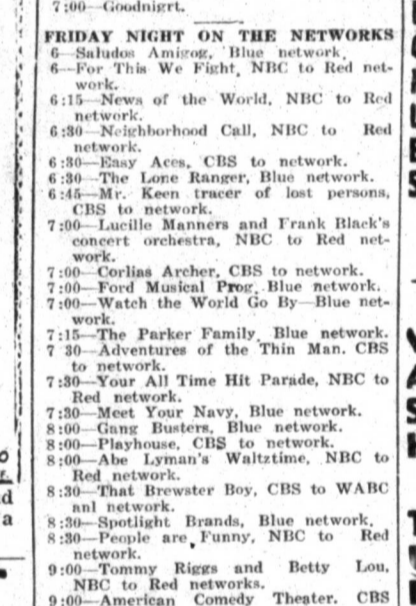 7:00—Goodnigrt.
FRIDAY NIGHT ON THE NETWORKS
6—Saludos Amigog, Blue network.
6—For This We Fight, NBC to Red net-
work.
6:15—News of the World, NBC to Red
network.
6:30—Neighborhood Call, NBC to Red
network.
6:30—Easy Aces, CBS to network.
6:30—The Lone Ranger, Blue network.
6:45—Mr. Keen tracer of lost persons,
CBS to network.
7:00—Lucille Manners and Frank Black's
concert orchestra, NBC to Red net-
work.
7:00—Corlias Archer, CBS to network.
7:00—Ford Musical Prog. Blue network.
7:00—Watch the World Go By—Blue net-
work.
7:15—The Parker Family, Blue network.
7 30—Adventures of the Thin Man. CBS
to network.
7:30—Your All Time Hit Parade, NBC to
Red network.
7:30—Meet Your Navy, Blue network.
8:00—Gang Busters, Blue network.
8:00—Playhouse, CBS to network.
8:00—Abe Lyman's Waltztime, NBC to
Red network.
8:30—That Brewster Boy, CBS to WABC
anl network.
8:30—Spotlight Brands, Blue network.
8:30—People are Funny, NBC to Red
network.
9:00—Tommy Riggs and Betty Lou,
NBC to Red networks.
9:00—American Comedy Theater. CBS